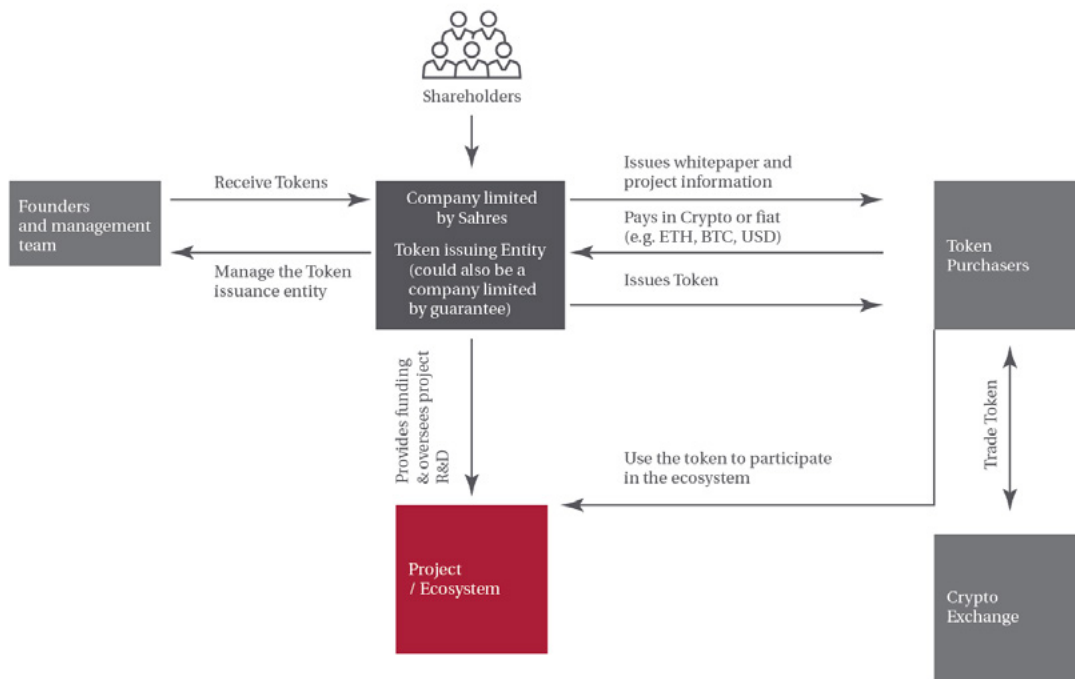 Shareholders
Receive Tokens
Founders
and management
team
Manage the Token
issuance entity
Company limited
by Sahres
Token issuing Entity
(could also be a
company limited
by guarantee)
Issues whitepaper and
project information
Pays in Crypto or fiat
(e.g. ETH, BTC, USD)
Issues Token
Token
Purchasers
Provides funding
& oversees project
R&D
Use the token to participate
in the ecosystem
Trade Token
Project
/ Ecosystem
Crypto
Exchange